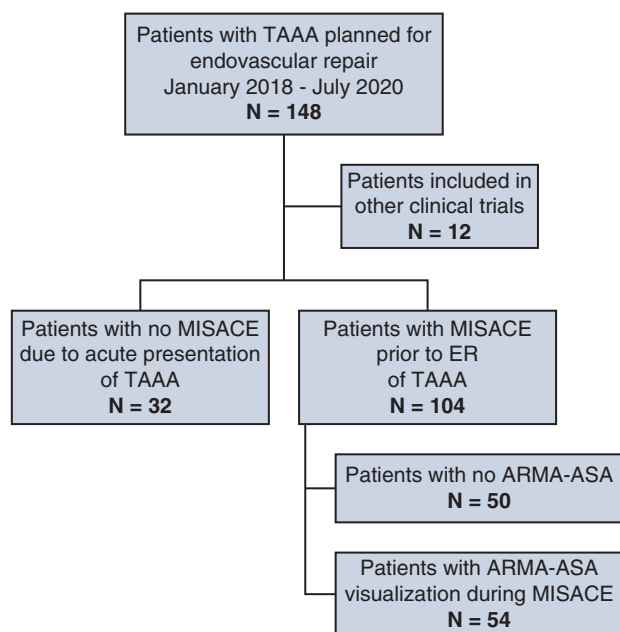 Patients with TAAA planned for
endovascular repair
January 2018 - July 2020
N = 148
Patients included in
other clinical trials
N = 12
Patients with no MISACE
due to acute presentation
of TAAA
N = 32
Patients with MISACE
prior to ER
of TAAA
N = 104
Patients with no ARMA-ASA
N = 50
Patients with ARMA-ASA
visualization during MISACE
N = 54